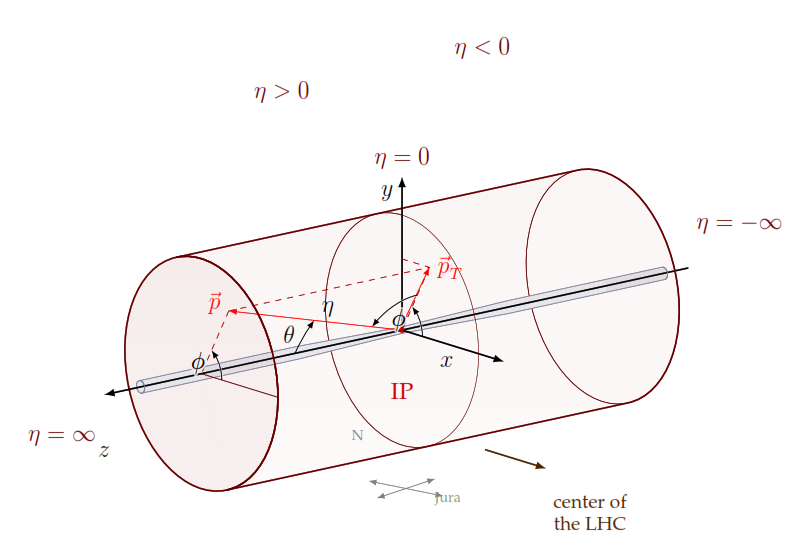 η < 0
η > 0
η = 0
y
η = −∞
p⃗_T
p⃗
η
ϕ
θ
ϕ
x
IP
η = ∞
z
N
Jura
center of
the LHC